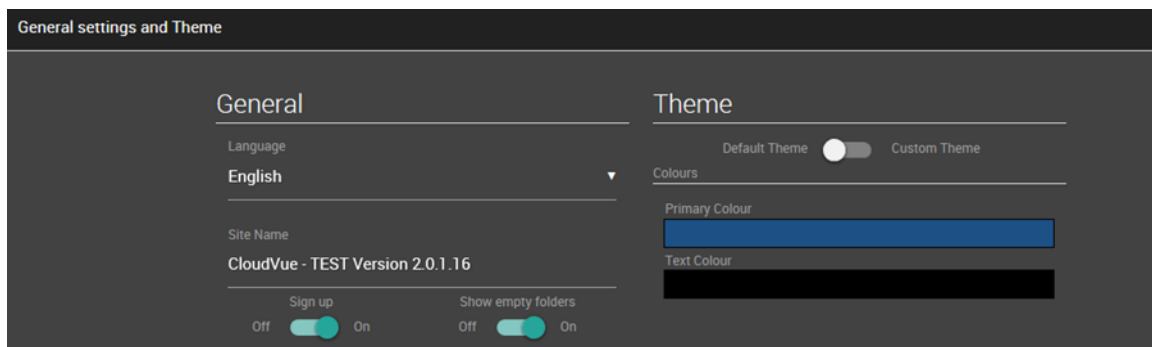 General settings and Theme
General
Language
English
Site Name
CloudVue - TEST Version 2.0.1.16
Sign up
Show empty folders
Off
On
Off
On
Theme
Default Theme
Custom Theme
Colours
Primary Colour
Text Colour